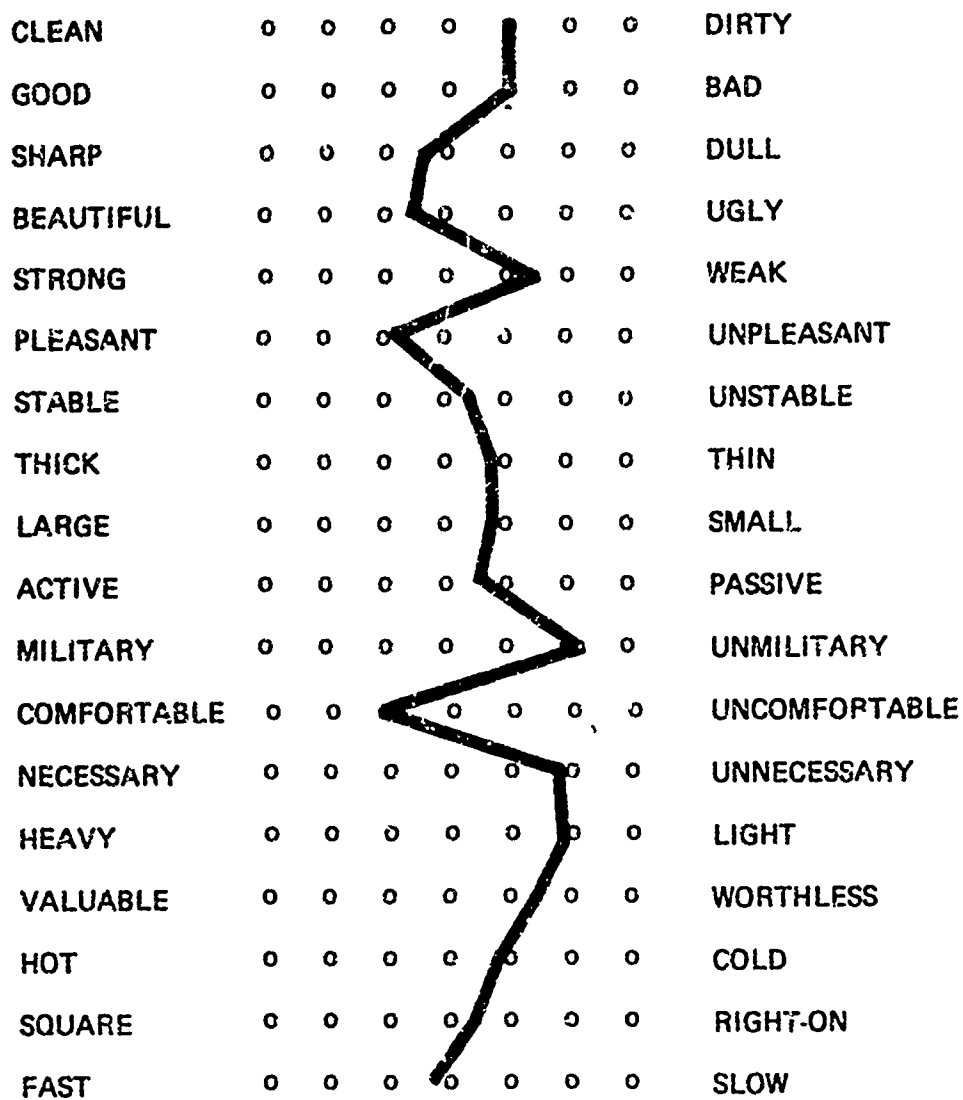 CLEAN o o o o o o DIRTY
GOOD o o o o o o BAD
SHARP o o o o o o o DULL
BEAUTIFUL o o o o o o o UGLY
STRONG o o o o o o o WEAK
PLEASANT o o o o o o o UNPLEASANT
STABLE o o o o o o o UNSTABLE
THICK o o o o o o o THIN
LARGE o o o o o o o SMALL
ACTIVE o o o o o o o PASSIVE
MILITARY o o o o o o o UNMILITARY
COMFORTABLE o o o o o o UNCOMFORTABLE
NECESSARY o o o o o o o UNNECESSARY
HEAVY o o o o o o o LIGHT
VALUABLE o o o o o o o WORTHLESS
HOT o o o o o o o COLD
SQUARE o o o o o o o RIGHT-ON
FAST o o o o o o o SLOW